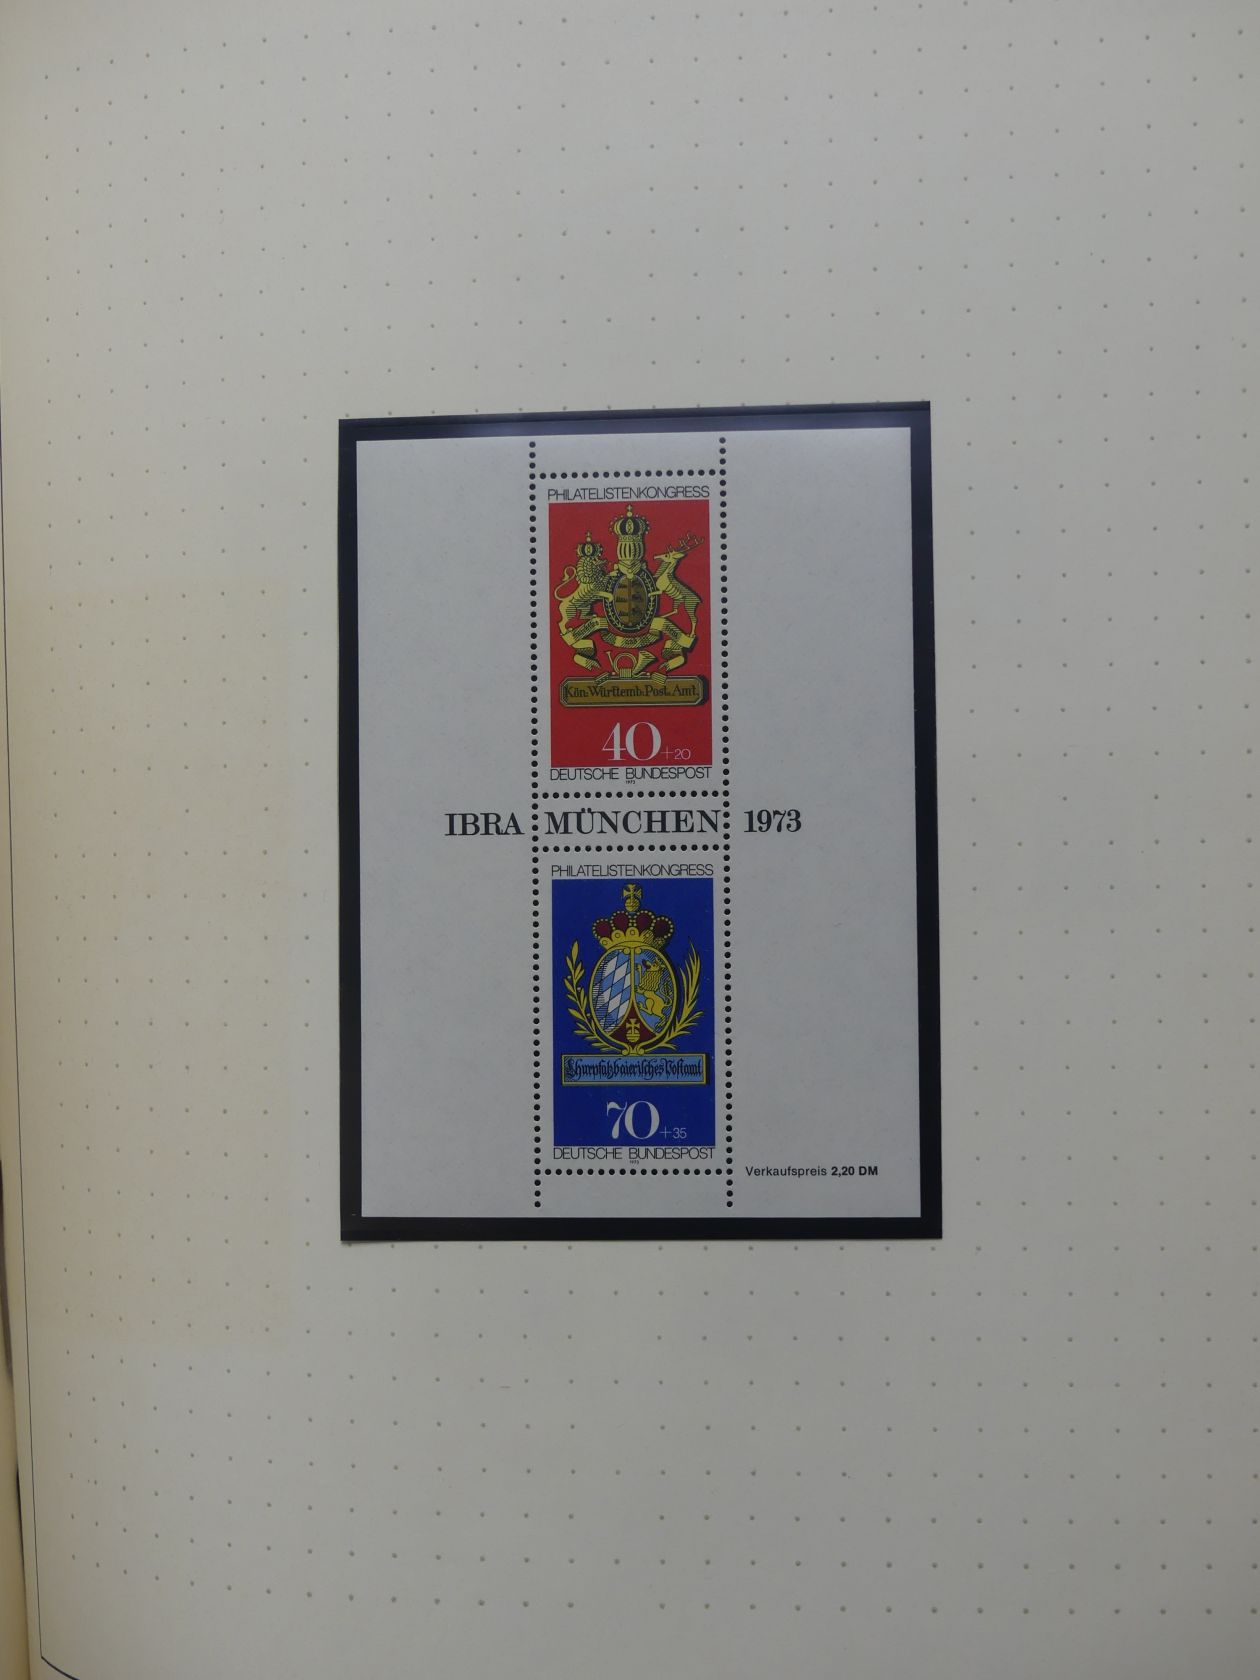 PHILATELISTENKONGRESS
Kön: Württemb. Post. Amt.
40+20
DEUTSCHE BUNDESPOST
1973
IBRA MÜNCHEN 1973
PHILATELISTENKONGRESS
Churpfalzbaierisches Postamt
70+35
DEUTSCHE BUNDESPOST
1973
Verkaufspreis 2,20 DM